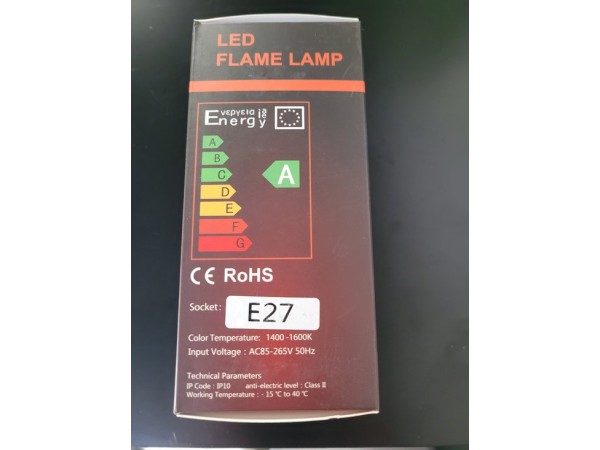 LED
FLAME LAMP
Energy
A
B
C
D
E
F
G
A
CE RoHS
Socket: E27
Color Temperature: 1400-1600K
Input Voltage : AC85-265V 50Hz
Technical Parameters
IP Code : IP10 anti-electric level : Class II
Working Temperature : - 15 ℃ to 40 ℃